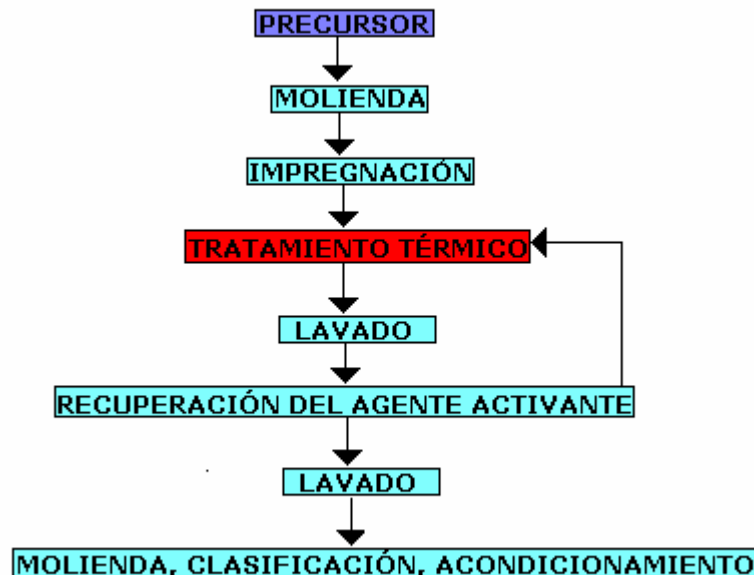 PRECURSOR
MOLIENDA
IMPREGNACIÓN
TRATAMIENTO TÉRMICO
LAVADO
RECUPERACIÓN DEL AGENTE ACTIVANTE
LAVADO
MOLIENDA, CLASIFICACIÓN, ACONDICIONAMIENTO